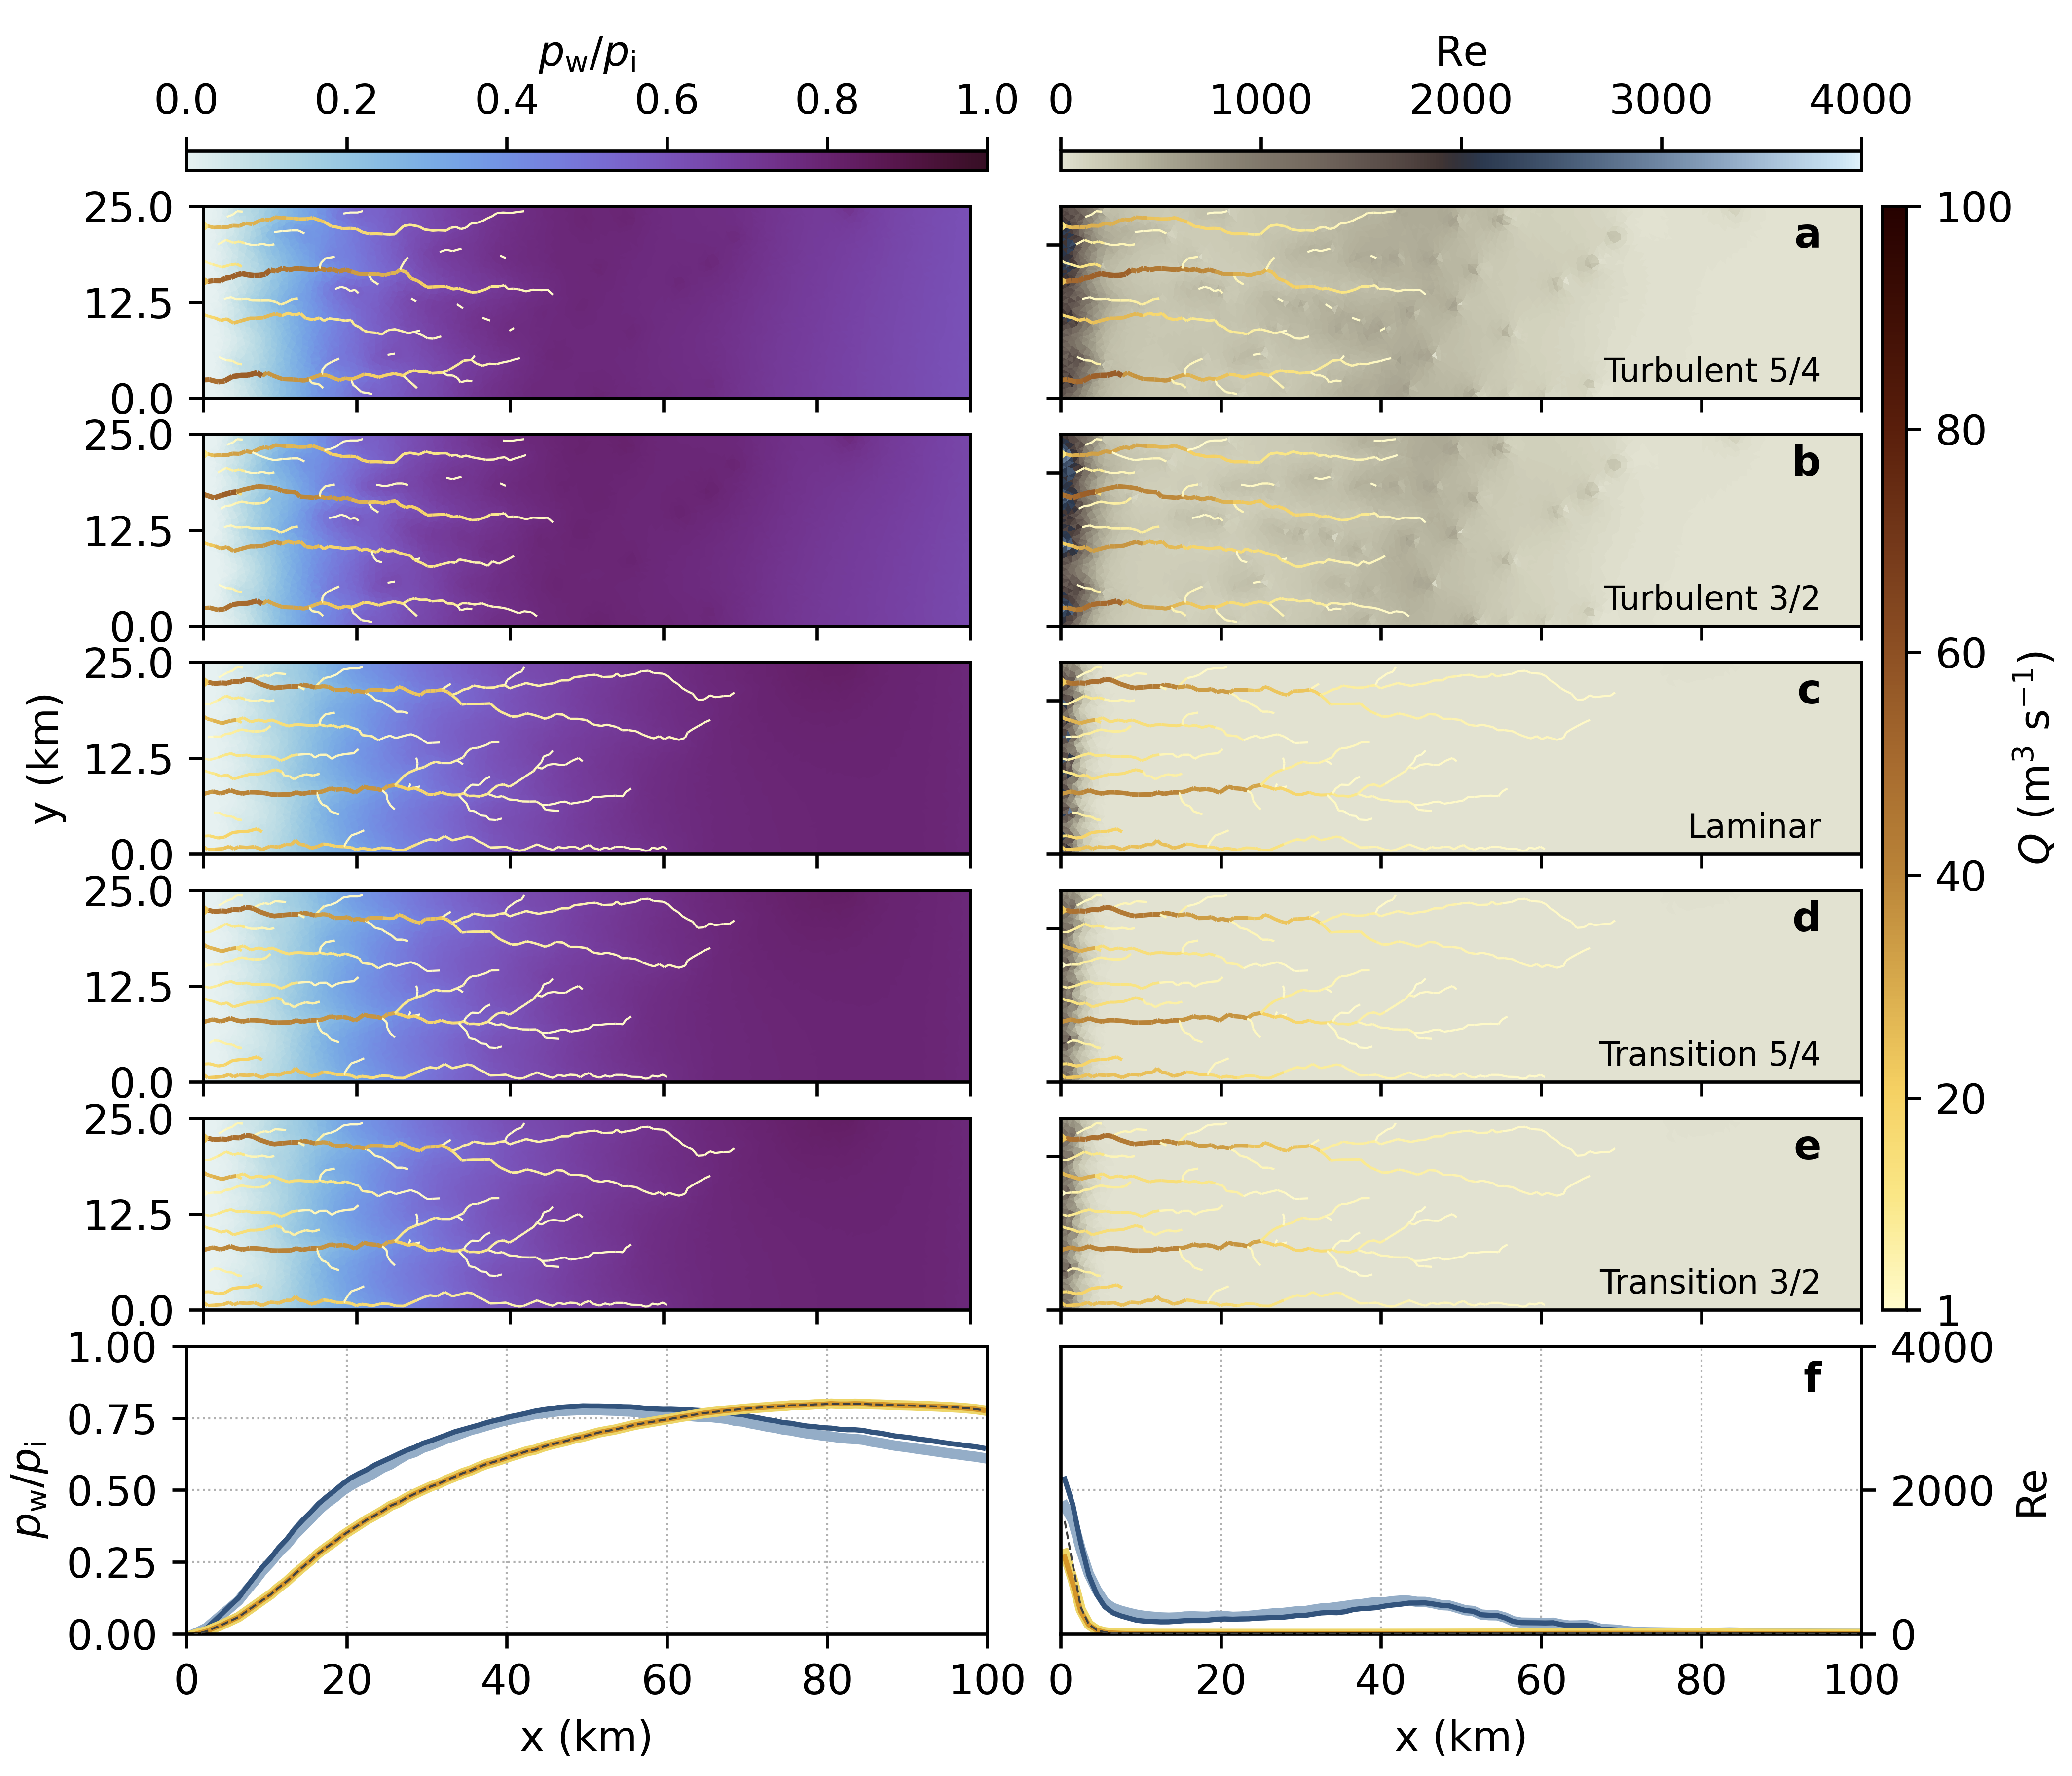 pw/pi
Re
0.0 0.2 0.4 0.6 0.8 1.0
0 1000 2000 3000 4000
25.0
12.5
0.0
a
Turbulent 5/4
25.0
12.5
0.0
b
Turbulent 3/2
25.0
12.5
0.0
c
Laminar
25.0
12.5
0.0
d
Transition 5/4
25.0
12.5
0.0
e
Transition 3/2
y (km)
100
80
60
40
20
1
Q (m³ s⁻¹)
1.00
0.75
0.50
0.25
0.00
pw/pi
0 20 40 60 80 100
x (km)
f
4000
2000
0
Re
0 20 40 60 80 100
x (km)